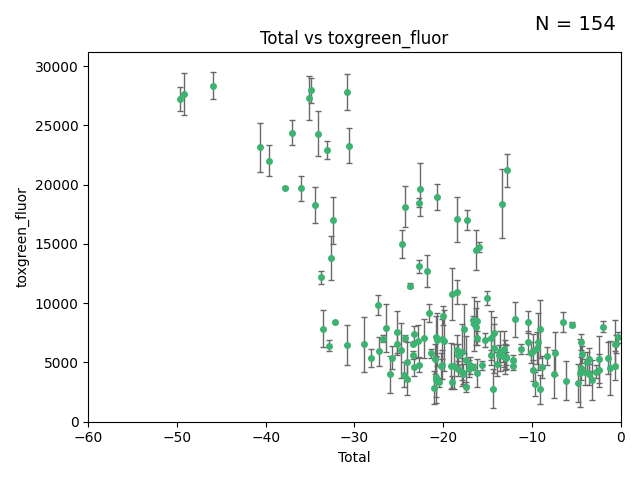 N = 154
Total vs toxgreen_fluor
30000
25000
20000
15000
10000
5000
0
toxgreen_fluor
−60 −50 −40 −30 −20 −10 0
Total